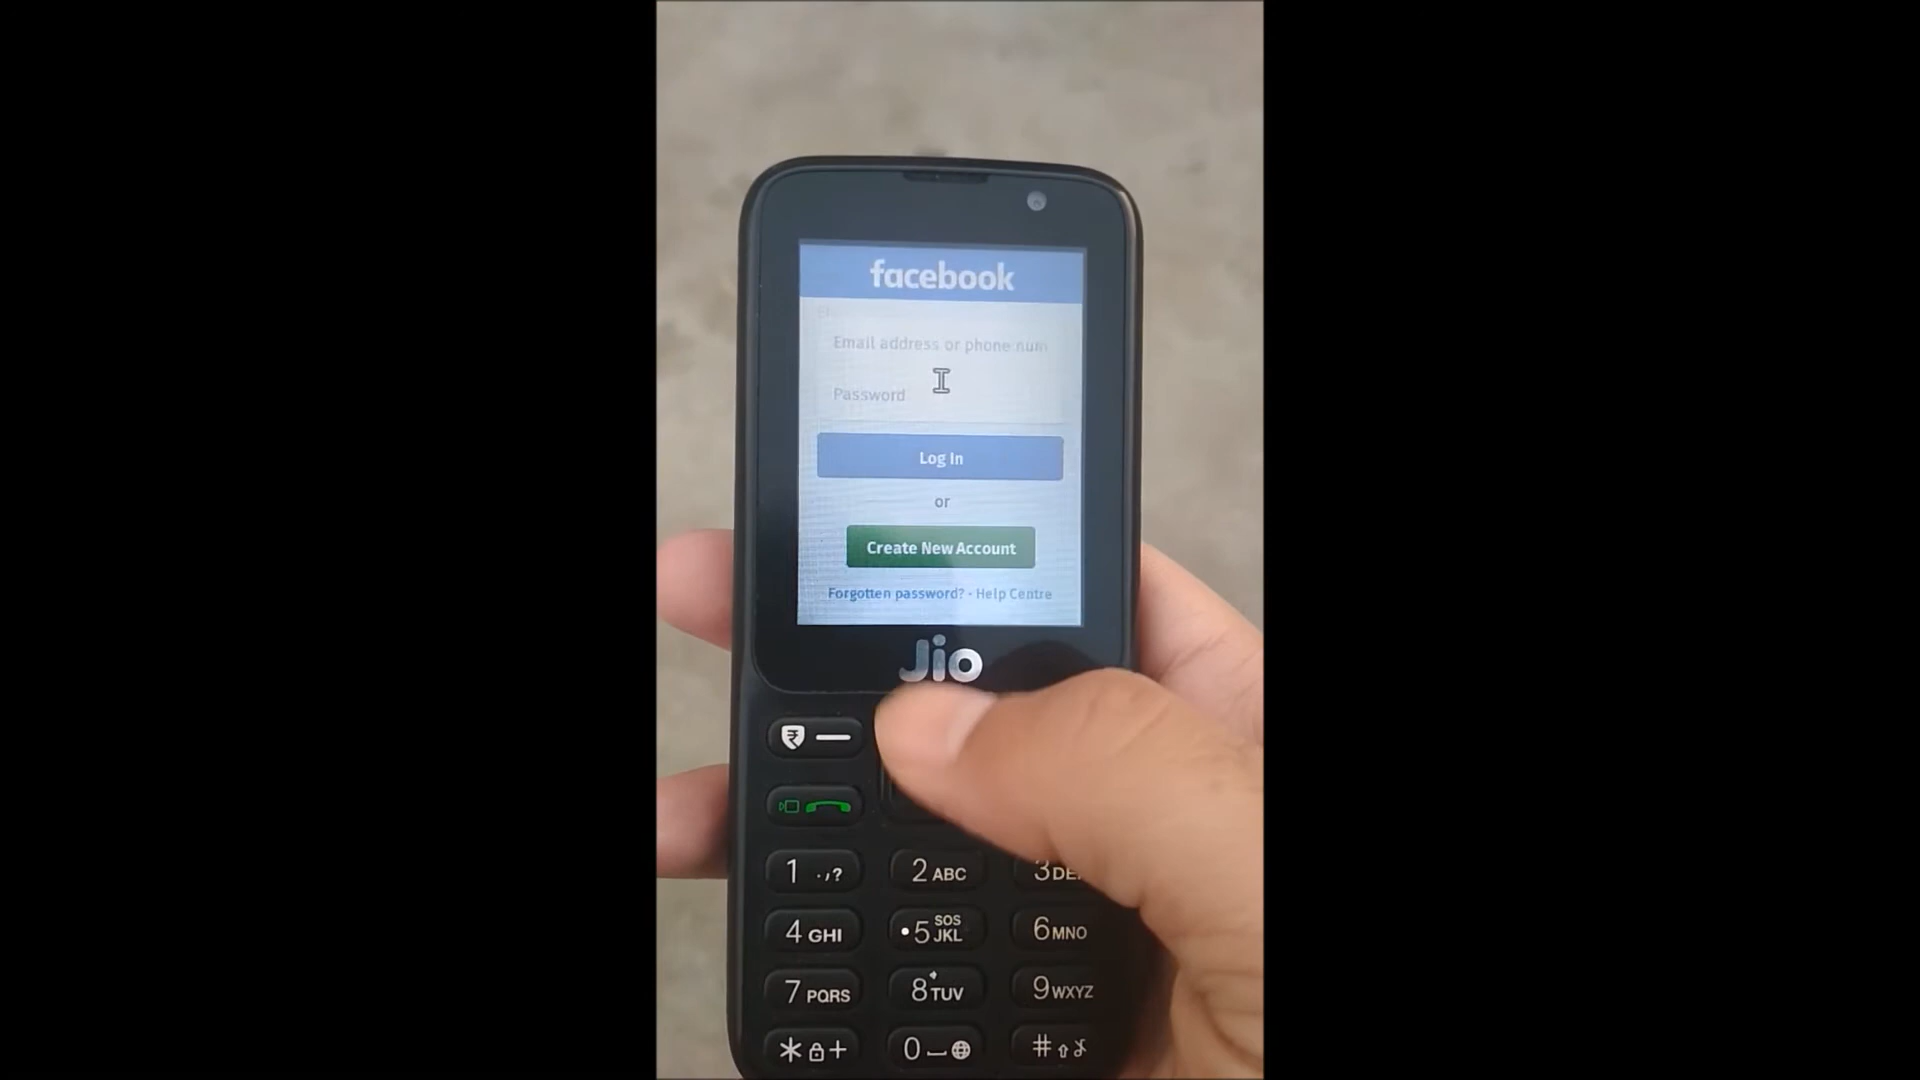 facebook
Email address or phone num
Password
Log In
or
Create New Account
Forgotten password? - Help Centre
Jio
₹
1 .,?
2 ABC
3 DE
4 GHI
5 SOS JKL
6 MNO
7 PQRS
8 TUV
9 WXYZ
* +
0
#